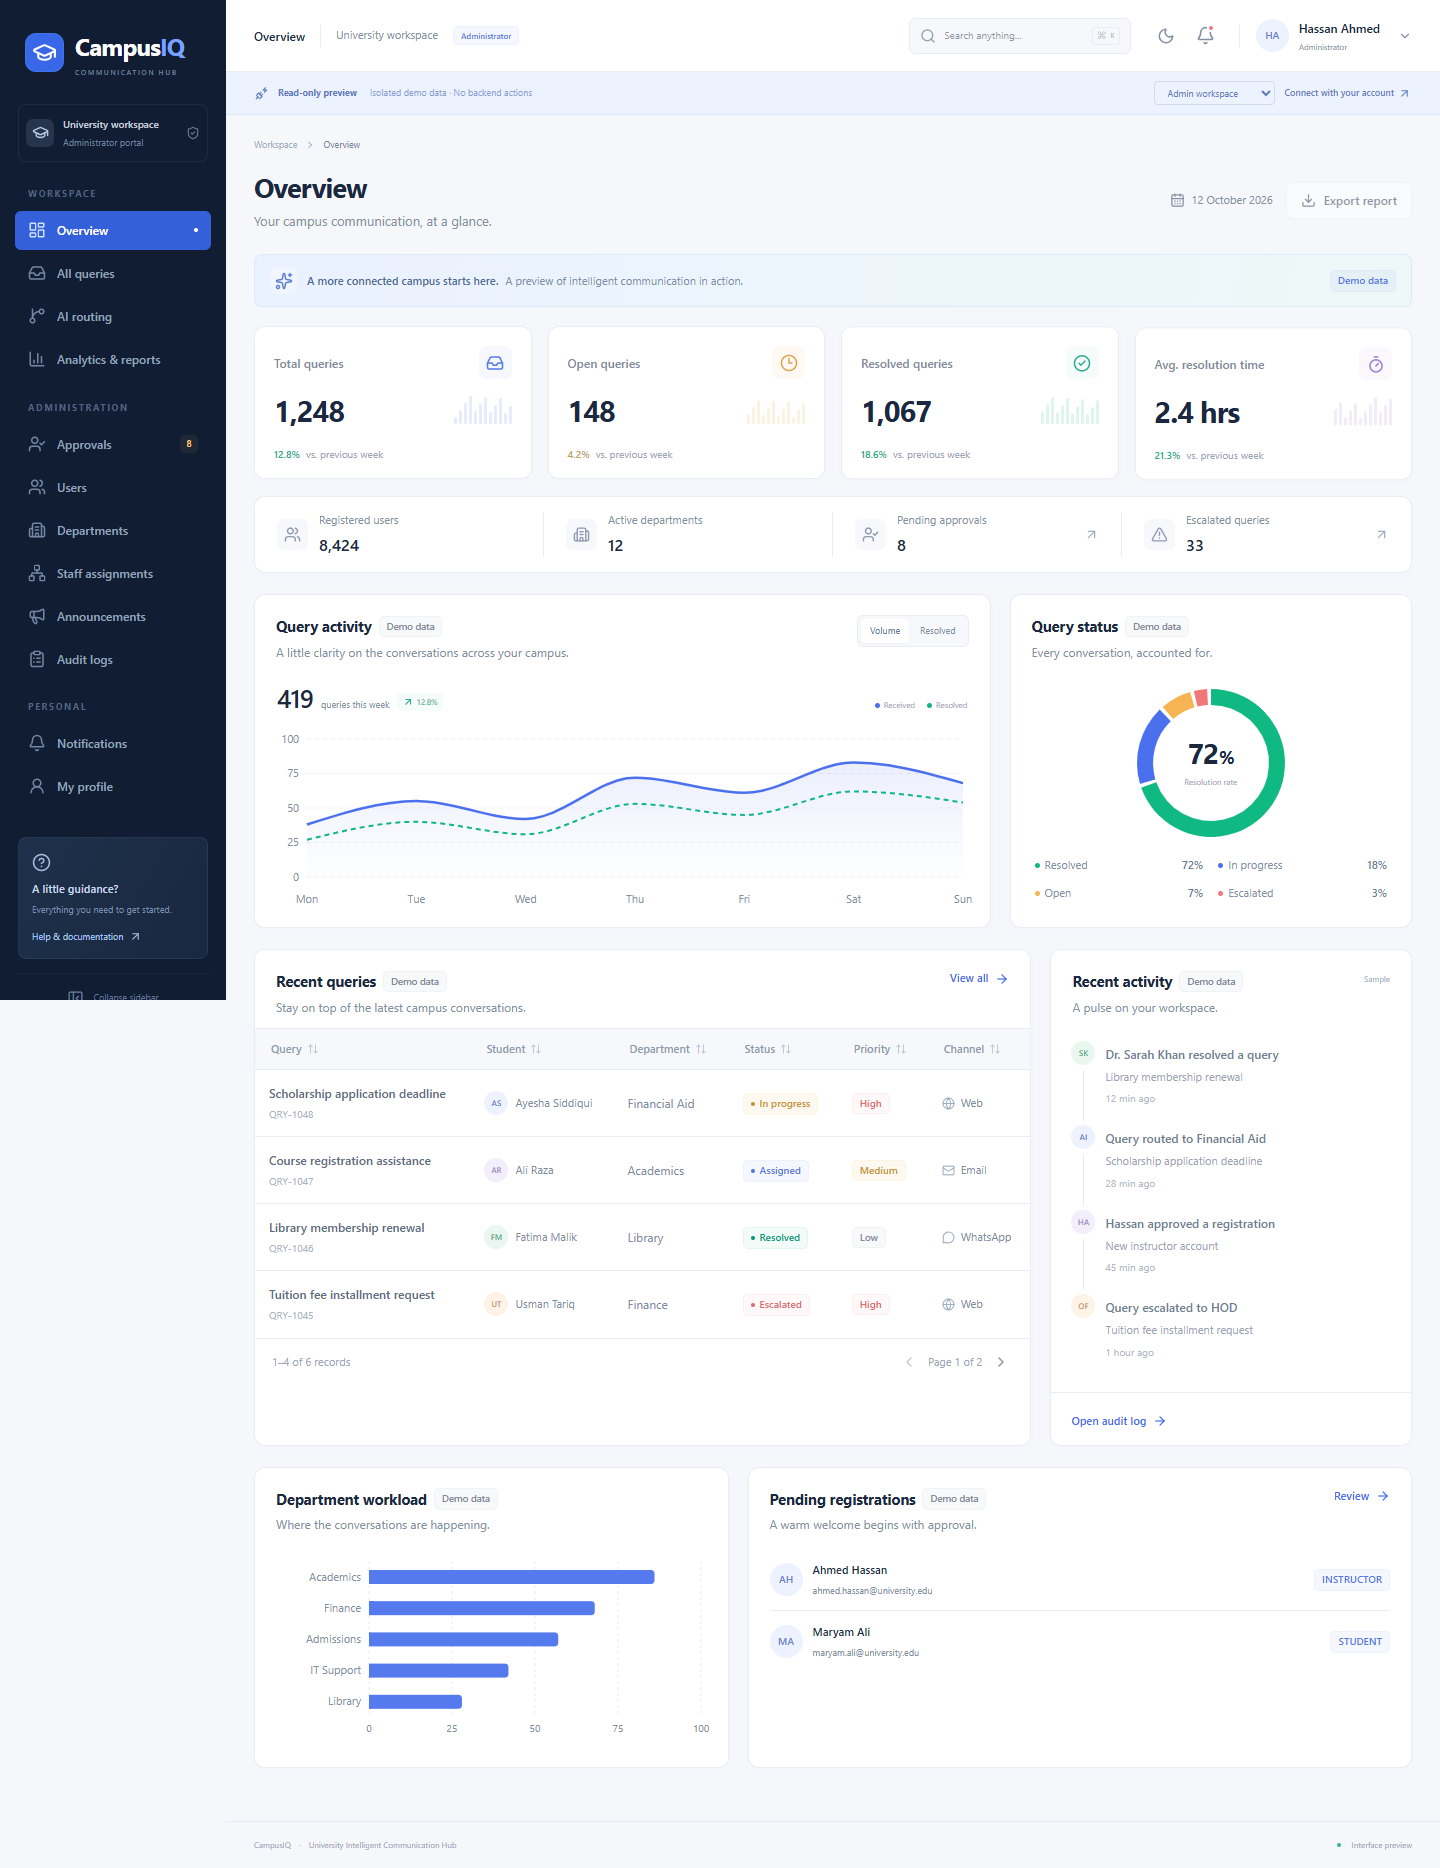 CampusIQ
COMMUNICATION HUB
University workspace
Administrator portal
WORKSPACE
Overview
All queries
AI routing
Analytics & reports
ADMINISTRATION
Approvals 8
Users
Departments
Staff assignments
Announcements
Audit logs
PERSONAL
Notifications
My profile
A little guidance?
Everything you need to get started.
Help & documentation
Collapse sidebar
Overview University workspace Administrator
Search anything... ⌘ K
HA Hassan Ahmed
Administrator
Read-only preview Isolated demo data · No backend actions
Admin workspace Connect with your account
Workspace Overview
Overview
Your campus communication, at a glance.
12 October 2026 Export report
A more connected campus starts here. A preview of intelligent communication in action. Demo data
Total queries
1,248
12.8% vs. previous week
Open queries
148
4.2% vs. previous week
Resolved queries
1,067
18.6% vs. previous week
Avg. resolution time
2.4 hrs
21.3% vs. previous week
Registered users
8,424
Active departments
12
Pending approvals
8
Escalated queries
33
Query activity Demo data
A little clarity on the conversations across your campus.
Volume Resolved
419 queries this week 12.8%
Received Resolved
100
75
50
25
0
Mon Tue Wed Thu Fri Sat Sun
Query status Demo data
Every conversation, accounted for.
72%
Resolution rate
Resolved 72% In progress 18%
Open 7% Escalated 3%
Recent queries Demo data
View all
Stay on top of the latest campus conversations.
Query Student Department Status Priority Channel
Scholarship application deadline
QRY-1048
AS Ayesha Siddiqui Financial Aid In progress High Web
Course registration assistance
QRY-1047
AR Ali Raza Academics Assigned Medium Email
Library membership renewal
QRY-1046
FM Fatima Malik Library Resolved Low WhatsApp
Tuition fee installment request
QRY-1045
UT Usman Tariq Finance Escalated High Web
1–4 of 6 records Page 1 of 2
Recent activity Demo data Sample
A pulse on your workspace.
SK Dr. Sarah Khan resolved a query
Library membership renewal
12 min ago
AI Query routed to Financial Aid
Scholarship application deadline
28 min ago
HA Hassan approved a registration
New instructor account
45 min ago
OF Query escalated to HOD
Tuition fee installment request
1 hour ago
Open audit log
Department workload Demo data
Where the conversations are happening.
Academics
Finance
Admissions
IT Support
Library
0 25 50 75 100
Pending registrations Demo data
Review
A warm welcome begins with approval.
AH Ahmed Hassan
ahmed.hassan@university.edu
INSTRUCTOR
MA Maryam Ali
maryam.ali@university.edu
STUDENT
CampusIQ · University Intelligent Communication Hub
Interface preview